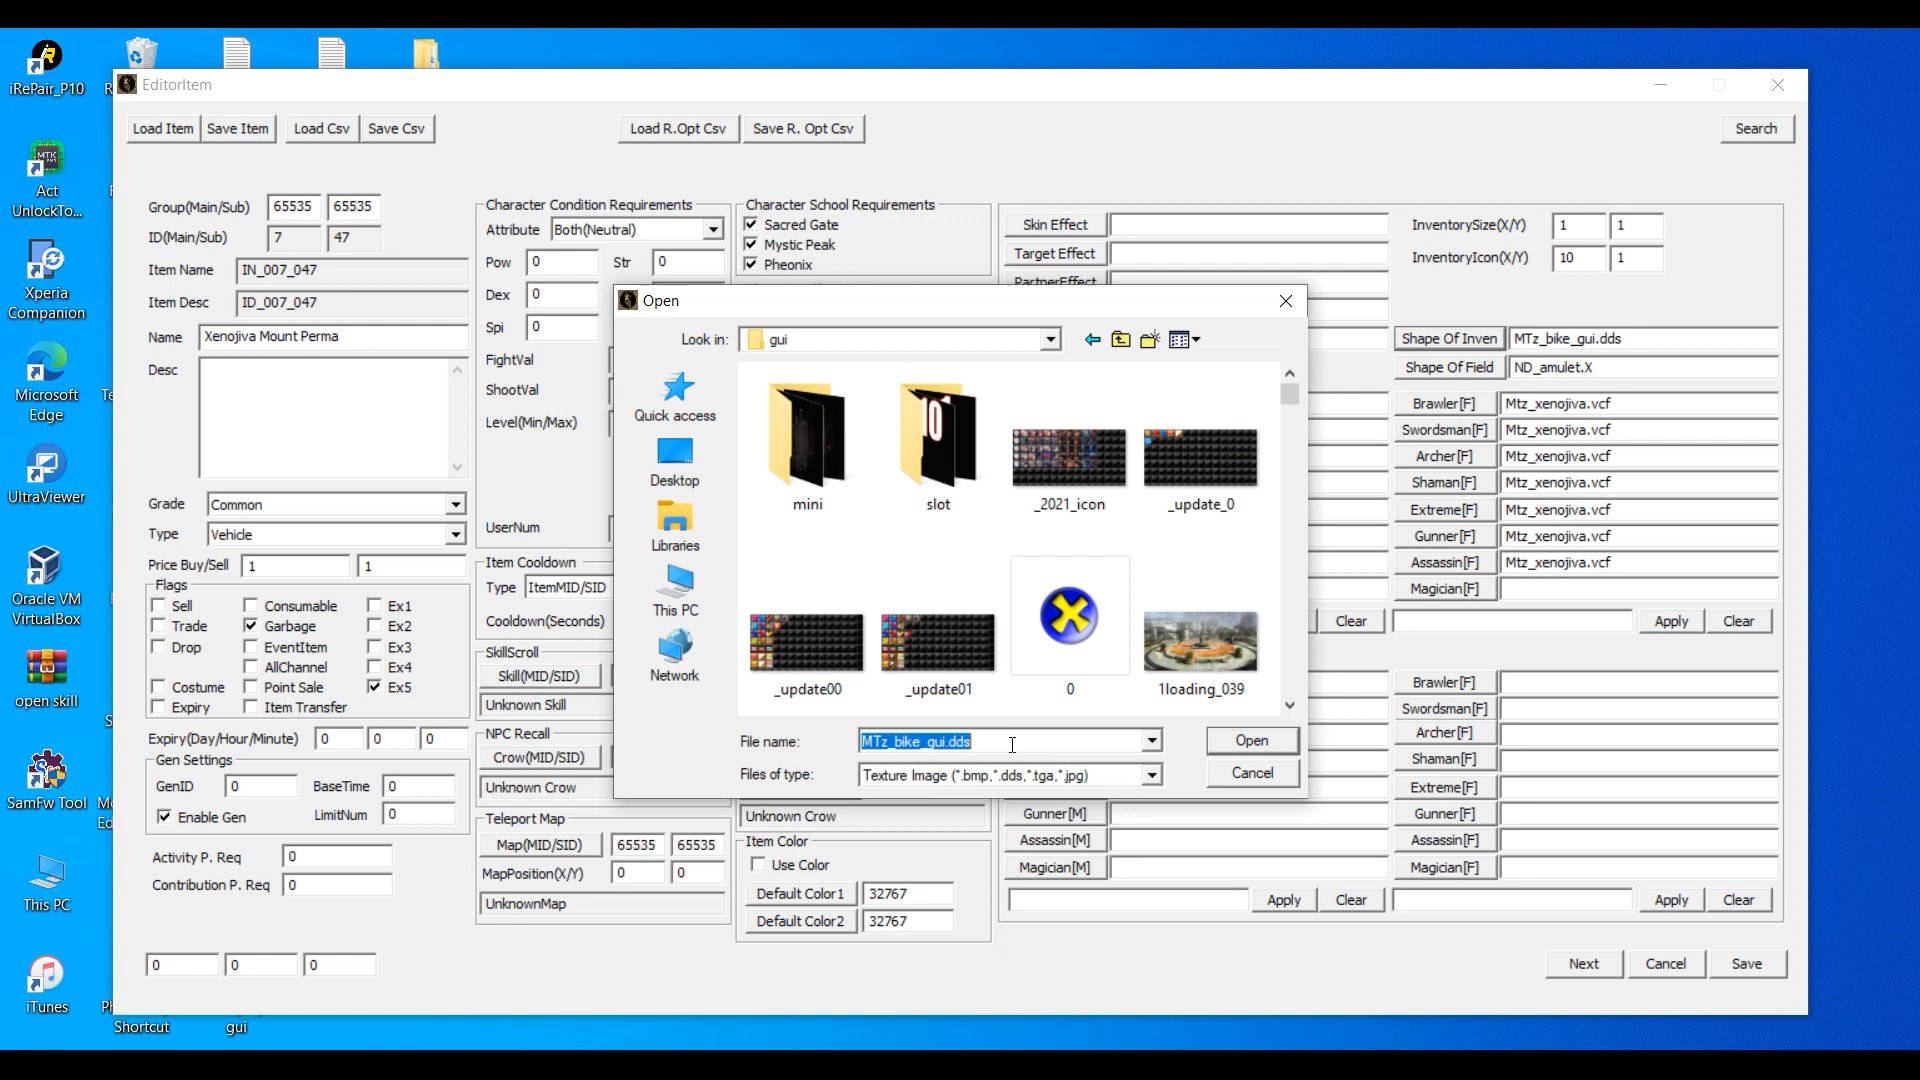 iRePair_P10
R
EditorItem
Load Item
Save Item
Load Csv
Save Csv
Load R.Opt Csv
Save R. Opt Csv
Search
MTK
Act
UnlockTo...
Xperia
Companion
Microsoft
Edge
Te
UltraViewer
Oracle VM
VirtualBox
open skill
SamFw Tool
Mo
Ed
This PC
iTunes
Ph
Shortcut
gui
Group(Main/Sub)
65535
65535
ID(Main/Sub)
7
47
Item Name
IN_007_047
Item Desc
ID_007_047
Name
Xenojiva Mount Perma
Desc
Grade
Common
Type
Vehicle
Price Buy/Sell
1
1
Flags
Sell
Consumable
Ex1
Trade
Garbage
Ex2
Drop
EventItem
Ex3
AllChannel
Ex4
Costume
Point Sale
Ex5
Expiry
Item Transfer
Expiry(Day/Hour/Minute)
0
0
0
Gen Settings
GenID
0
BaseTime
0
Enable Gen
LimitNum
0
Activity P. Req
0
Contribution P. Req
0
0
0
0
Character Condition Requirements
Attribute
Both(Neutral)
Pow
0
Str
0
Dex
0
Spi
0
FightVal
ShootVal
Level(Min/Max)
UserNum
Item Cooldown
Type
ItemMID/SID
Cooldown(Seconds)
SkillScroll
Skill(MID/SID)
Unknown Skill
NPC Recall
Crow(MID/SID)
Unknown Crow
Teleport Map
Map(MID/SID)
65535
65535
MapPosition(X/Y)
0
0
UnknownMap
Character School Requirements
Sacred Gate
Mystic Peak
Pheonix
Unknown Crow
Item Color
Use Color
Default Color1
32767
Default Color2
32767
Skin Effect
Target Effect
PartnerEffect
InventorySize(X/Y)
1
1
InventoryIcon(X/Y)
10
1
Shape Of Inven
MTz_bike_gui.dds
Shape Of Field
ND_amulet.X
Brawler[F]
Mtz_xenojiva.vcf
Swordsman[F]
Mtz_xenojiva.vcf
Archer[F]
Mtz_xenojiva.vcf
Shaman[F]
Mtz_xenojiva.vcf
Extreme[F]
Mtz_xenojiva.vcf
Gunner[F]
Mtz_xenojiva.vcf
Assassin[F]
Mtz_xenojiva.vcf
Magician[F]
Clear
Apply
Clear
Brawler[F]
Swordsman[F]
Archer[F]
Shaman[F]
Extreme[F]
Gunner[M]
Gunner[F]
Assassin[M]
Assassin[F]
Magician[M]
Magician[F]
Apply
Clear
Apply
Clear
Next
Cancel
Save
Open
Look in:
gui
Quick access
Desktop
Libraries
This PC
Network
mini
slot
_2021_icon
_update_0
_update00
_update01
0
1loading_039
File name:
MTz_bike_gui.dds
Open
Files of type:
Texture Image (*.bmp,*.dds,*.tga,*.jpg)
Cancel